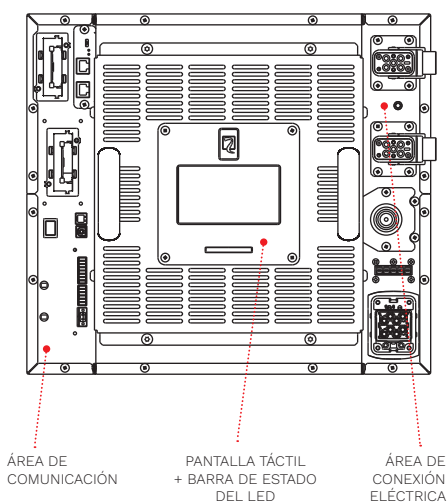 ÁREA DE
COMUNICACIÓN
PANTALLA TÁCTIL
+ BARRA DE ESTADO
DEL LED
ÁREA DE
CONEXIÓN
ELÉCTRICA